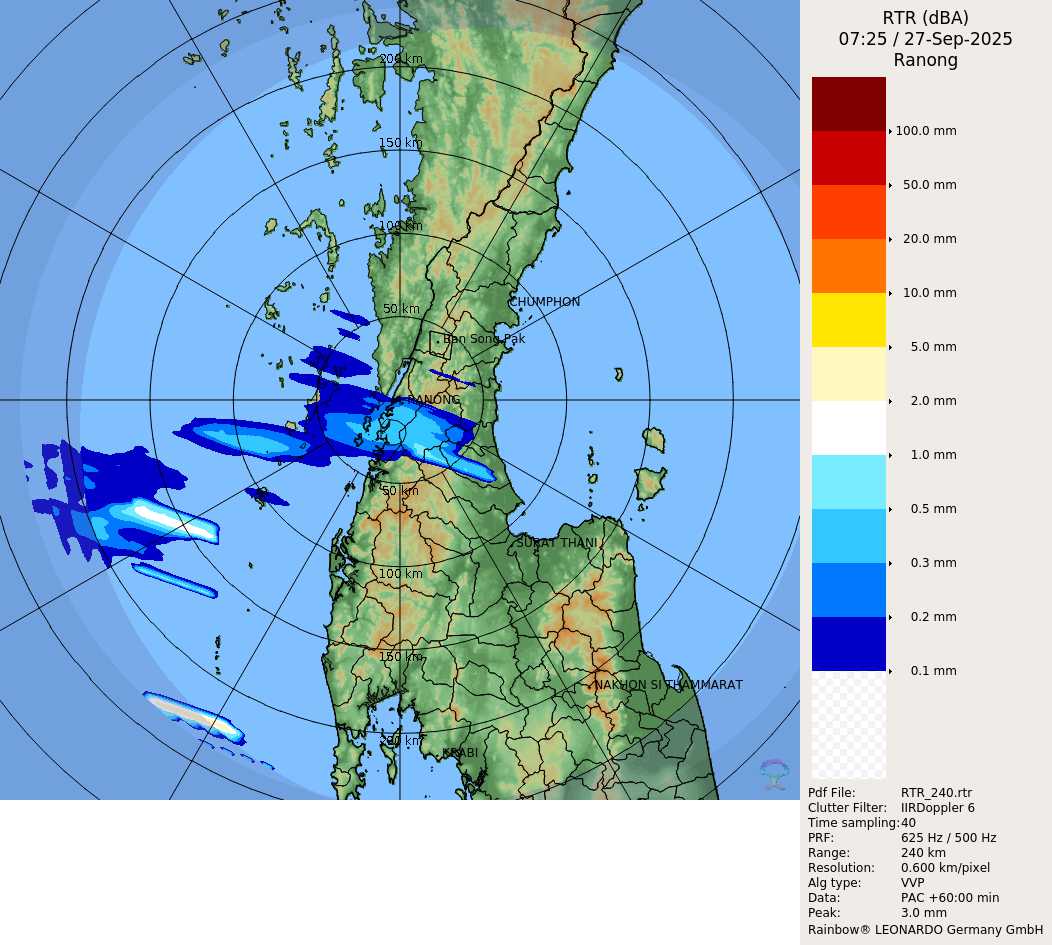 RTR (dBA)
07:25 / 27-Sep-2025
Ranong
200 km
150 km
100 km
50 km
CHUMPHON
Ban Song Pak
RANONG
50 km
SURAT THANI
100 km
150 km
NAKHON SI THAMMARAT
200 km
KRABI
100.0 mm
50.0 mm
20.0 mm
10.0 mm
5.0 mm
2.0 mm
1.0 mm
0.5 mm
0.3 mm
0.2 mm
0.1 mm
Pdf File: RTR_240.rtr
Clutter Filter: IIRDoppler 6
Time sampling:40
PRF: 625 Hz / 500 Hz
Range: 240 km
Resolution: 0.600 km/pixel
Alg type: VVP
Data: PAC +60:00 min
Peak: 3.0 mm
Rainbow® LEONARDO Germany GmbH